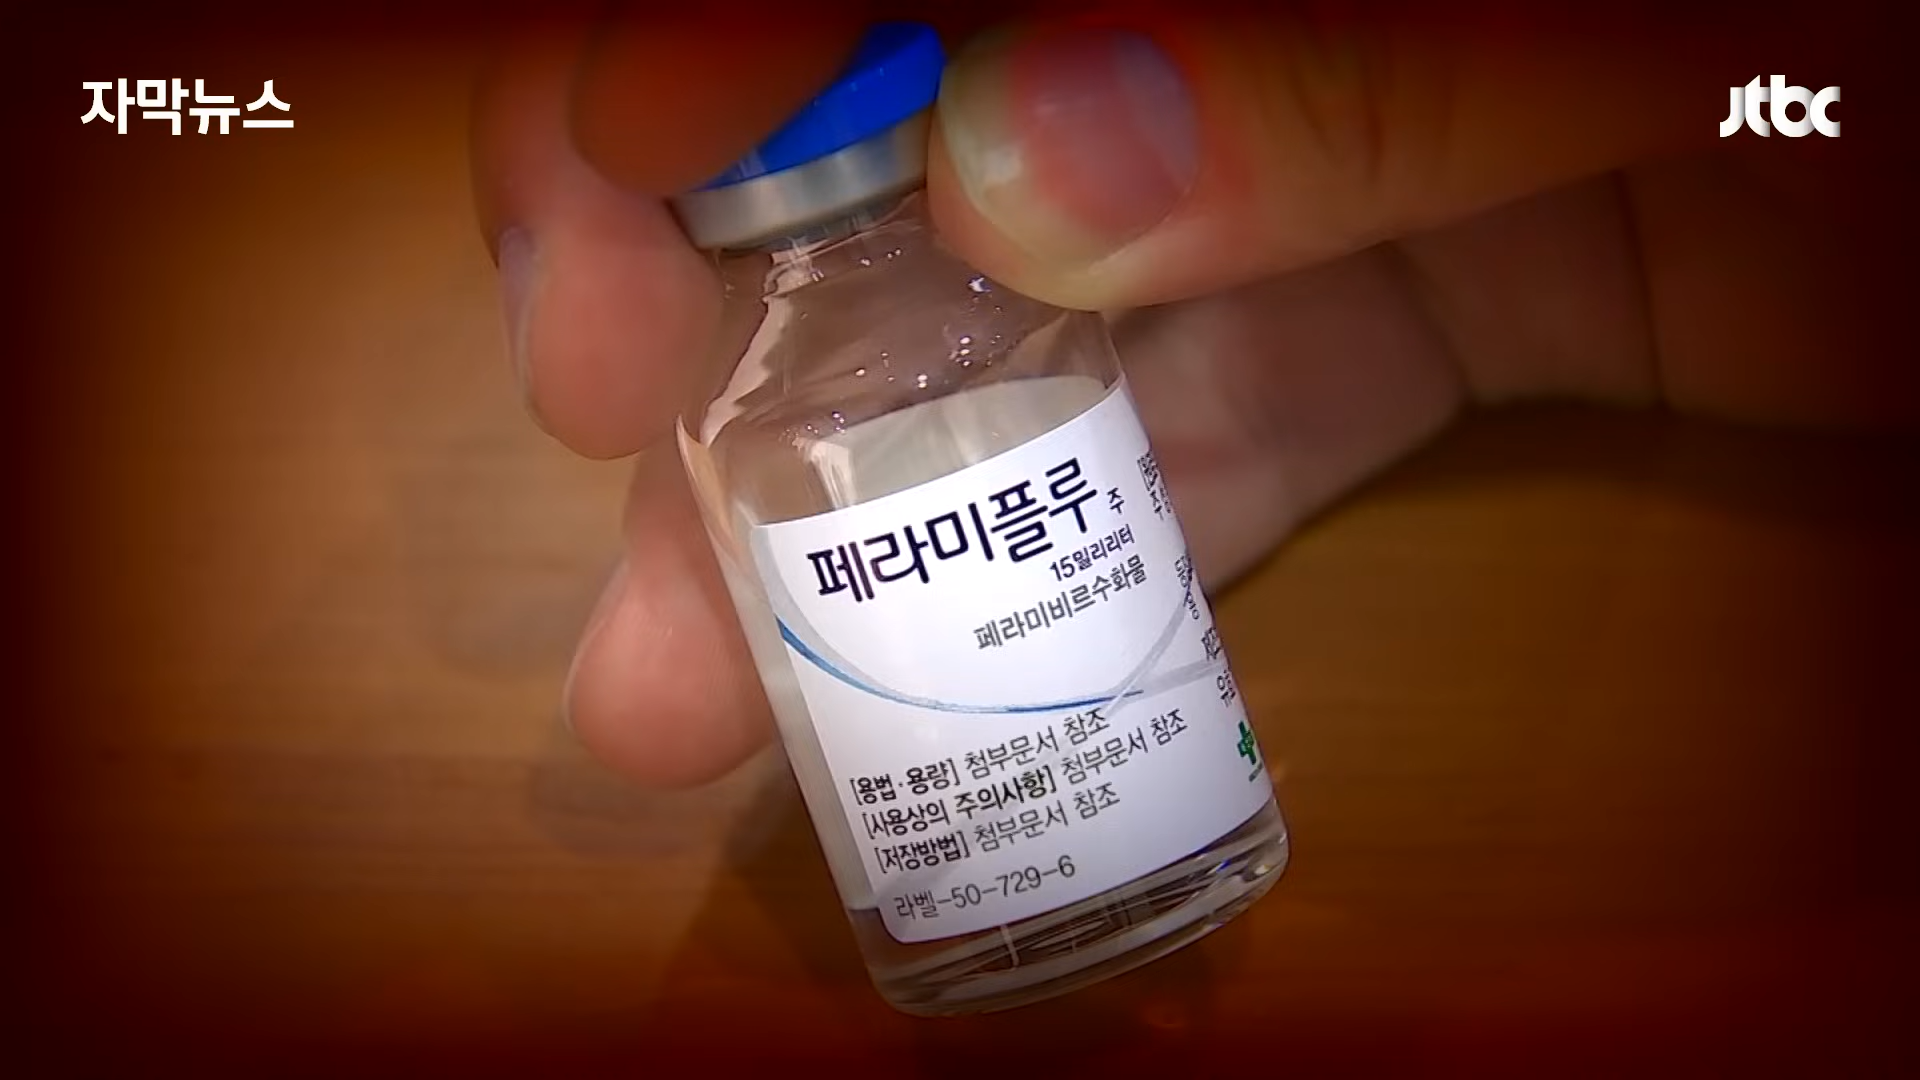 자막뉴스
jtbc
페라미플루 주
15밀리리터
페라미비르수화물
[용법·용량] 첨부문서 참조
[사용상의 주의사항] 첨부문서 참조
[저장방법] 첨부문서 참조
라벨-50-729-6